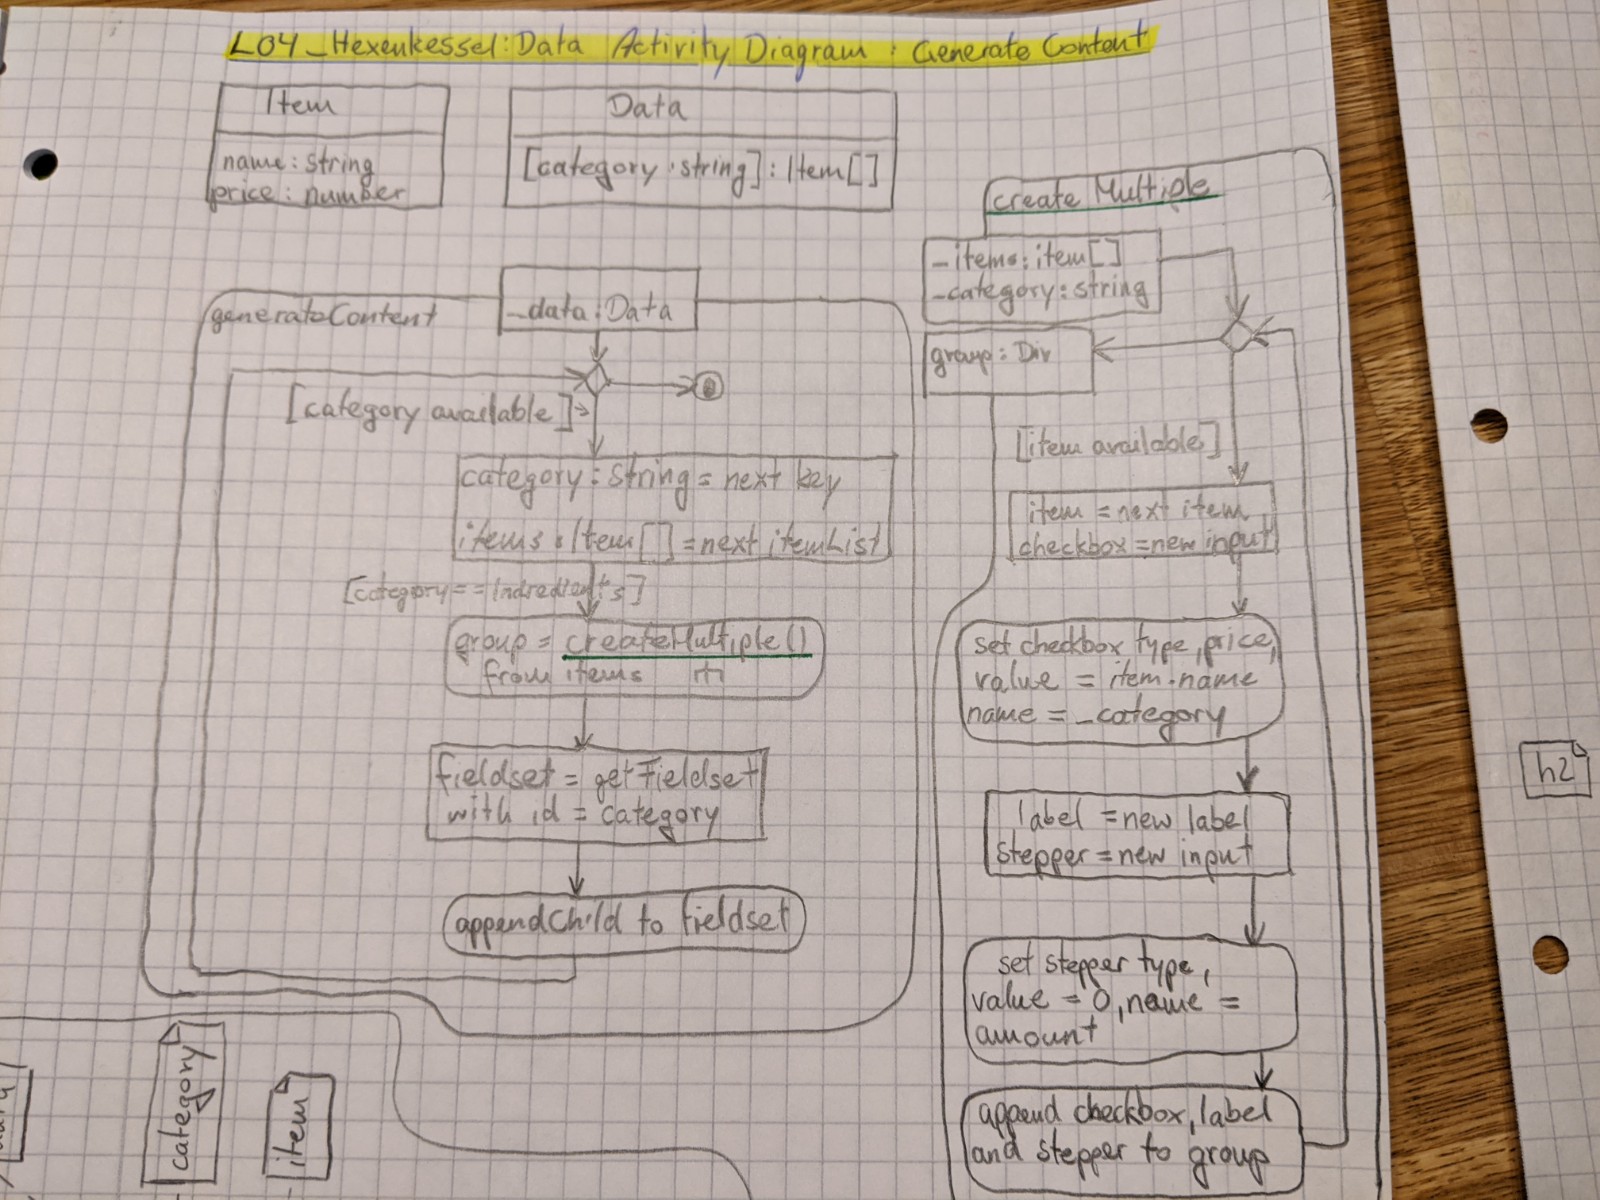 L04_Hexenkessel: Data Activity Diagram: Generate Content
Item
name: string
price: number
Data
[category: string]: Item[]
generateContent
_data: Data
[category available]
category: string = next key
items: Item[] = next itemList
[category == Indredients]
group = createMultiple()
from items
fieldset = getFieldset
with id = category
appendChild to fieldset
create Multiple
_items: item[]
_category: string
group: Div
[item available]
item = next item
checkbox = new input
set checkbox type, price,
value = item.name
name = _category
label = new label
stepper = new input
set stepper type,
value = 0, name =
amount
append checkbox, label
and stepper to group
category
item
h2